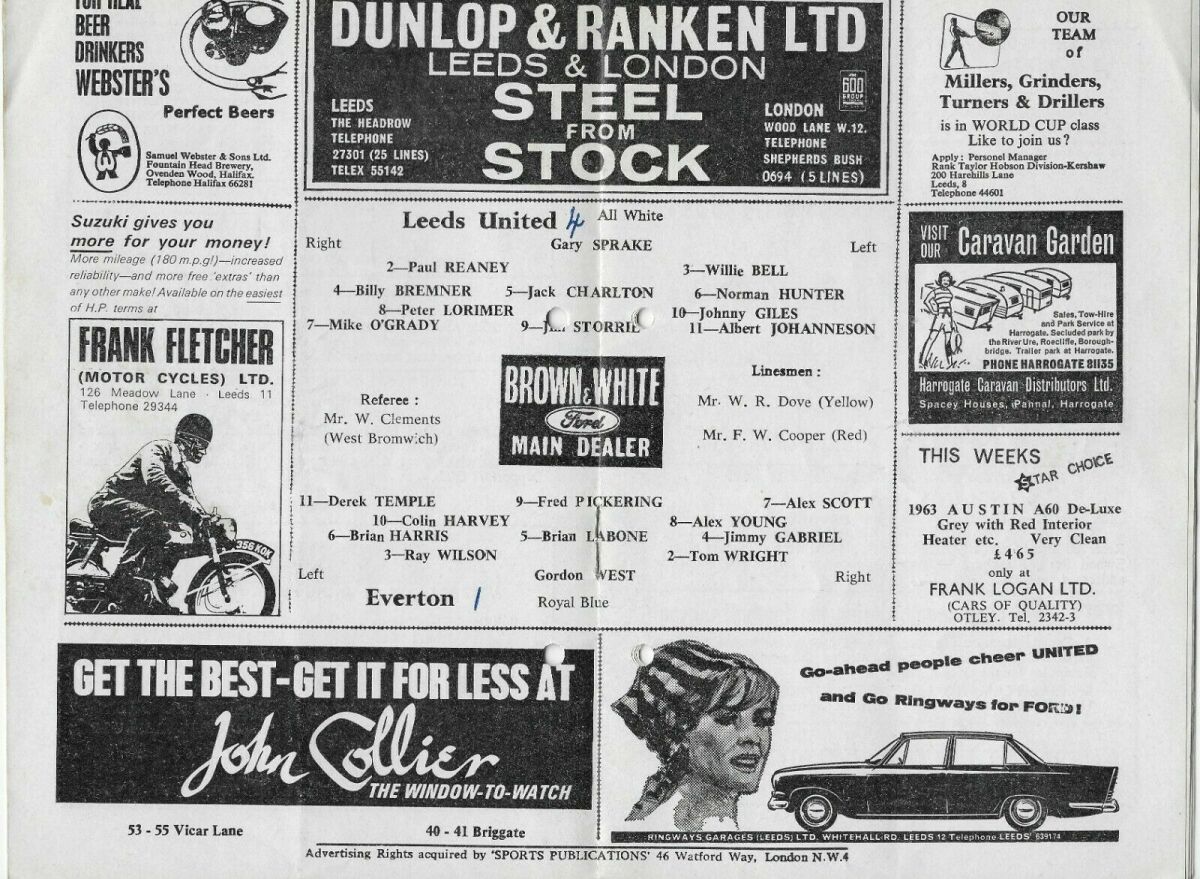 FOR REAL
BEER
DRINKERS
WEBSTER'S
Perfect Beers
Samuel Webster & Sons Ltd.
Fountain Head Brewery,
Ovenden Wood, Halifax.
Telephone Halifax 66281
DUNLOP & RANKEN LTD
LEEDS & LONDON
STEEL
FROM
STOCK
LEEDS
THE HEADROW
TELEPHONE
27301 (25 LINES)
TELEX 55142
600
GROUP
LONDON
WOOD LANE W.12.
TELEPHONE
SHEPHERDS BUSH
0694 (5 LINES)
OUR
TEAM
of
Millers, Grinders,
Turners & Drillers
is in WORLD CUP class
Like to join us?
Apply: Personel Manager
Rank Taylor Hobson Division-Kershaw
200 Harehills Lane
Leeds, 8
Telephone 44601
Suzuki gives you
more for your money!
More mileage (180 m.p.g!)—increased
reliability—and more free 'extras' than
any other make! Available on the easiest
of H.P. terms at
FRANK FLETCHER
(MOTOR CYCLES) LTD.
126 Meadow Lane · Leeds 11
Telephone 29344
356 KOK
Leeds United 4 All White
Right Gary SPRAKE Left
2—Paul REANEY 3—Willie BELL
4—Billy BREMNER 5—Jack CHARLTON 6—Norman HUNTER
8—Peter LORIMER 10—Johnny GILES
7—Mike O'GRADY 9—Jim STORRIE 11—Albert JOHANNESON
Referee :
Mr. W. Clements
(West Bromwich)
BROWN & WHITE
Ford
MAIN DEALER
Linesmen :
Mr. W. R. Dove (Yellow)
Mr. F. W. Cooper (Red)
11—Derek TEMPLE 9—Fred PICKERING 7—Alex SCOTT
10—Colin HARVEY 8—Alex YOUNG
6—Brian HARRIS 5—Brian LABONE 4—Jimmy GABRIEL
3—Ray WILSON 2—Tom WRIGHT
Left Gordon WEST Right
Everton 1 Royal Blue
VISIT
OUR
Caravan Garden
Sales, Tow-Hire
and Park Service at
Harrogate. Secluded park by
the River Ure, Roecliffe, Borough-
bridge. Trailer park at Harrogate.
PHONE HARROGATE 81135
Harrogate Caravan Distributors Ltd.
Spacey Houses, Pannal, Harrogate
THIS WEEKS
STAR CHOICE
1963 AUSTIN A60 De-Luxe
Grey with Red Interior
Heater etc. Very Clean
£465
only at
FRANK LOGAN LTD.
(CARS OF QUALITY)
OTLEY. Tel. 2342-3
GET THE BEST-GET IT FOR LESS AT
John Collier
THE WINDOW-TO-WATCH
53 - 55 Vicar Lane 40 - 41 Briggate
Go-ahead people cheer UNITED
and Go Ringways for FORD!
RINGWAYS GARAGES (LEEDS) LTD. WHITEHALL RD. LEEDS 12 Telephone LEEDS 639174
Advertising Rights acquired by 'SPORTS PUBLICATIONS' 46 Watford Way, London N.W.4